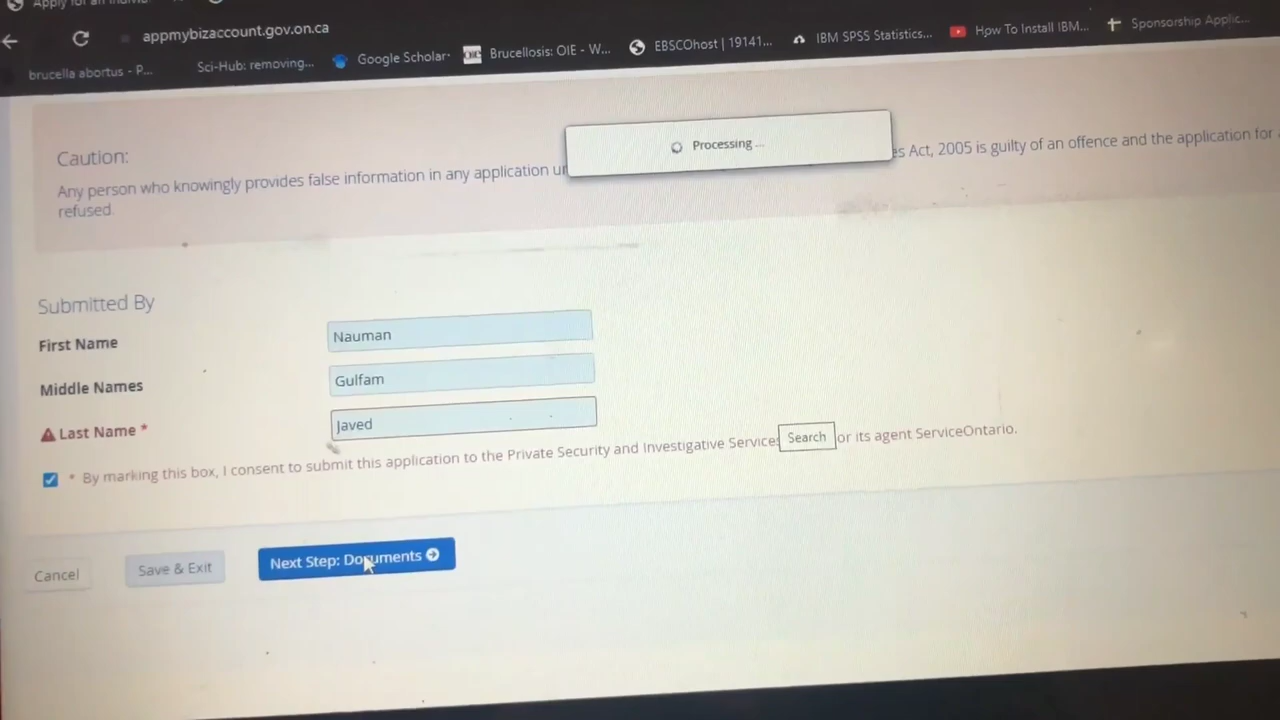 Apply for an Individ
appmybizaccount.gov.on.ca
brucella abortus - P...
Sci-Hub: removing...
Google Scholar
OIE
Brucellosis: OIE - W...
EBSCOhost | 19141...
IBM SPSS Statistics...
How To Install IBM...
Sponsorship Applic...
Processing ...
Caution:
Any person who knowingly provides false information in any application un es Act, 2005 is guilty of an offence and the application for
refused.
Submitted By
First Name
Nauman
Middle Names
Gulfam
Last Name *
Javed
* By marking this box, I consent to submit this application to the Private Security and Investigative Services or its agent ServiceOntario.
Search
Cancel
Save & Exit
Next Step: Documents